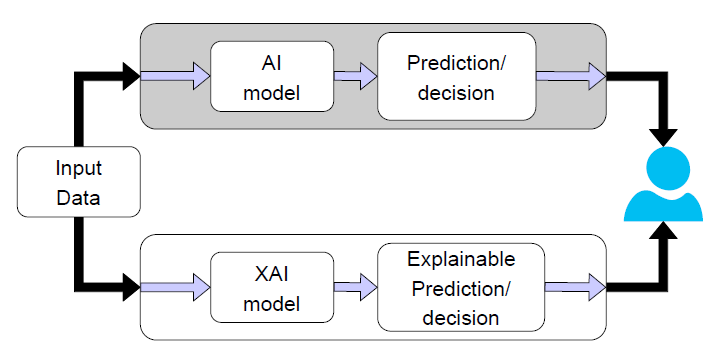 AI
model
Prediction/
decision
Input
Data
XAI
model
Explainable
Prediction/
decision